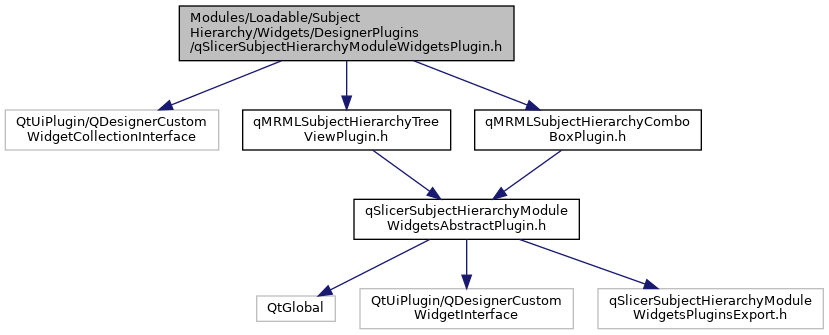 Modules/Loadable/Subject
Hierarchy/Widgets/DesignerPlugins
/qSlicerSubjectHierarchyModuleWidgetsPlugin.h
QtUiPlugin/QDesignerCustom
WidgetCollectionInterface
qMRMLSubjectHierarchyTree
ViewPlugin.h
qMRMLSubjectHierarchyCombo
BoxPlugin.h
qSlicerSubjectHierarchyModule
WidgetsAbstractPlugin.h
QtGlobal
QtUiPlugin/QDesignerCustom
WidgetInterface
qSlicerSubjectHierarchyModule
WidgetsPluginsExport.h